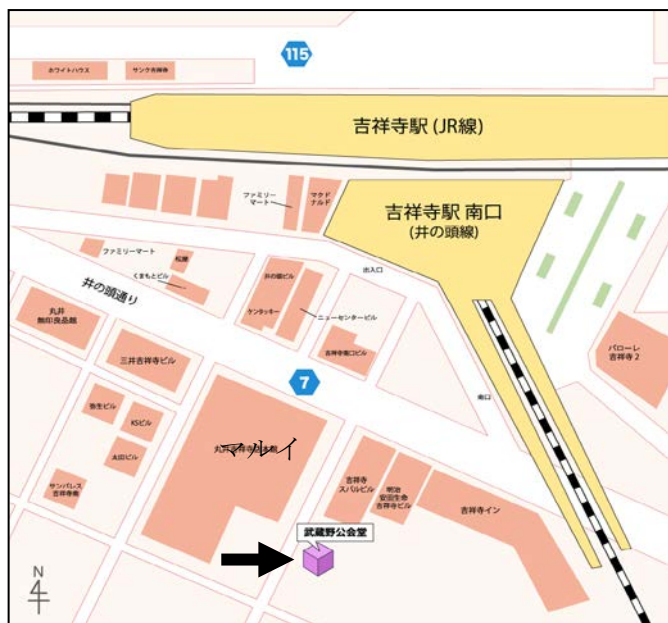 115
ホワイトハウス
サンク吉祥寺
吉祥寺駅 (JR線)
ファミリー
マート
マクド
ナルド
吉祥寺駅 南口
(井の頭線)
ファミリーマート
松屋
くまもとビル
井の頭通り
井の頭ビル
出入口
ケンタッキー
ニューセンタービル
丸井
無印良品館
三井吉祥寺ビル
吉祥寺南口ビル
パローレ
吉祥寺 2
7
南口
弥生ビル
KSビル
太田ビル
マルイ
サンパレス
吉祥寺南
吉祥寺
スバルビル
明治
安田生命
吉祥寺ビル
吉祥寺イン
武蔵野公会堂
N